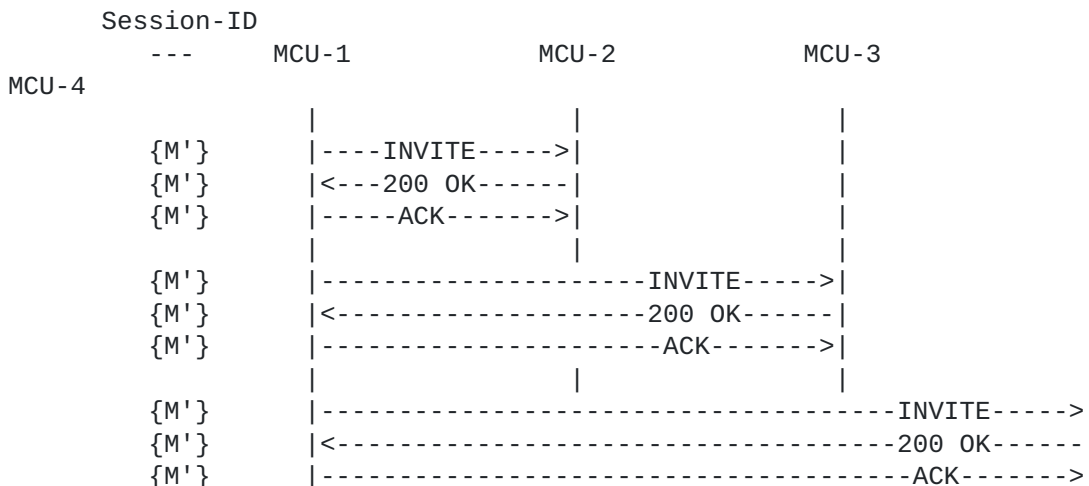 Session-ID
---     MCU-1            MCU-2            MCU-3
MCU-4
|                |                |
{M'}      |----INVITE----->|                |
{M'}      |<---200 OK------|                |
{M'}      |-----ACK------->|                |
|                |                |
{M'}      |--------------------INVITE----->|
{M'}      |<-------------------200 OK------|
{M'}      |---------------------ACK------->|
|                |                |
{M'}      |-----------------------------------INVITE----->
{M'}      |<----------------------------------200 OK------
{M'}      |------------------------------------ACK------->